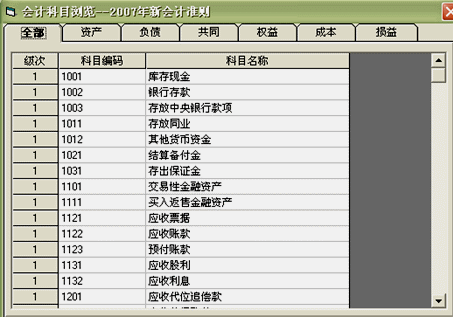 会计科目浏览--2007年新会计准则
全部 资产 负债 共同 权益 成本 损益
级次 科目编码 科目名称
1 1001 库存现金
1 1002 银行存款
1 1003 存放中央银行款项
1 1011 存放同业
1 1012 其他货币资金
1 1021 结算备付金
1 1031 存出保证金
1 1101 交易性金融资产
1 1111 买入返售金融资产
1 1121 应收票据
1 1122 应收账款
1 1123 预付账款
1 1131 应收股利
1 1132 应收利息
1 1201 应收代位追偿款